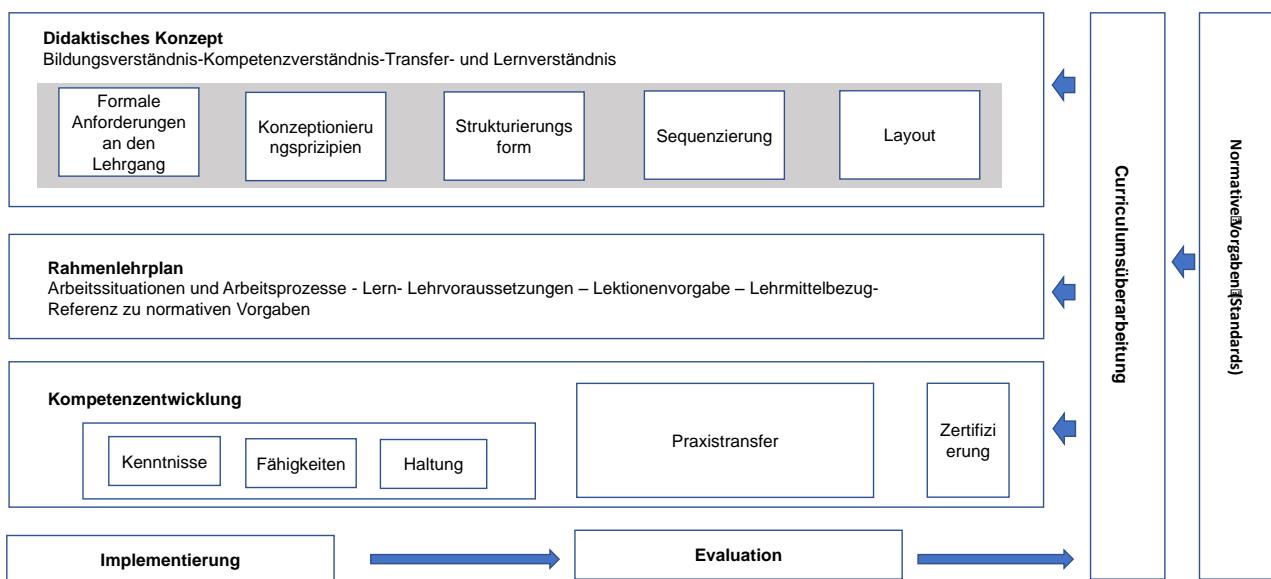 Didaktisches Konzept
Bildungsverständnis-Kompetenzverständnis-Transfer- und Lernverständnis
Formale
Anforderungen
an den
Lehrgang
Konzeptionieru
ngsprizipien
Strukturierungs
form
Sequenzierung
Layout
Rahmenlehrplan
Arbeitssituationen und Arbeitsprozesse - Lern- Lehrvoraussetzungen – Lektionenvorgabe – Lehrmittelbezug-
Referenz zu normativen Vorgaben
Kompetenzentwicklung
Kenntnisse
Fähigkeiten
Haltung
Praxistransfer
Zertifizi
erung
Implementierung
Evaluation
Curriculumsüberarbeitung
Normative Vorgaben (Standards)